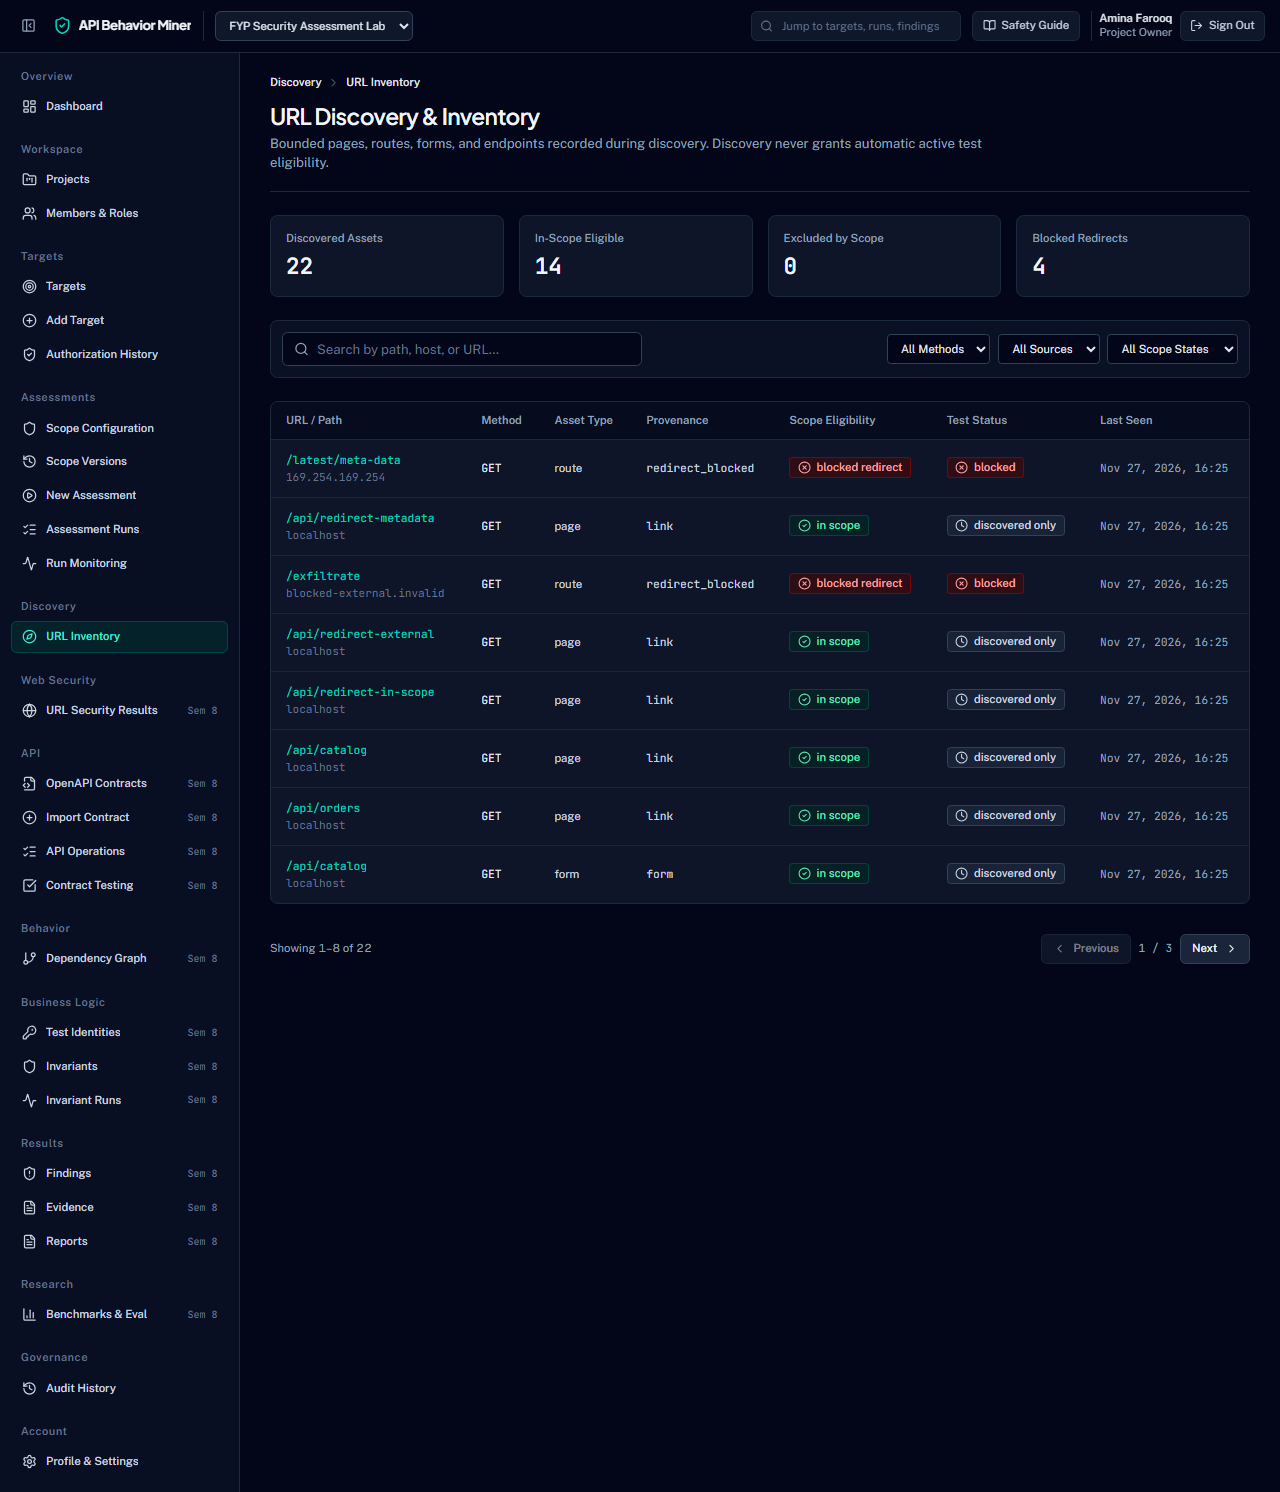 API Behavior Miner
FYP Security Assessment Lab
Jump to targets, runs, findings
Safety Guide
Amina Farooq
Project Owner
Sign Out
Overview
Dashboard
Workspace
Projects
Members & Roles
Targets
Targets
Add Target
Authorization History
Assessments
Scope Configuration
Scope Versions
New Assessment
Assessment Runs
Run Monitoring
Discovery
URL Inventory
Web Security
URL Security Results Sem 8
API
OpenAPI Contracts Sem 8
Import Contract Sem 8
API Operations Sem 8
Contract Testing Sem 8
Behavior
Dependency Graph Sem 8
Business Logic
Test Identities Sem 8
Invariants Sem 8
Invariant Runs Sem 8
Results
Findings Sem 8
Evidence Sem 8
Reports Sem 8
Research
Benchmarks & Eval Sem 8
Governance
Audit History
Account
Profile & Settings
Discovery > URL Inventory
URL Discovery & Inventory
Bounded pages, routes, forms, and endpoints recorded during discovery. Discovery never grants automatic active test
eligibility.
Discovered Assets
22
In-Scope Eligible
14
Excluded by Scope
0
Blocked Redirects
4
Search by path, host, or URL...
All Methods
All Sources
All Scope States
URL / Path Method Asset Type Provenance Scope Eligibility Test Status Last Seen
/latest/meta-data
169.254.169.254
GET route redirect_blocked blocked redirect blocked Nov 27, 2026, 16:25
/api/redirect-metadata
localhost
GET page link in scope discovered only Nov 27, 2026, 16:25
/exfiltrate
blocked-external.invalid
GET route redirect_blocked blocked redirect blocked Nov 27, 2026, 16:25
/api/redirect-external
localhost
GET page link in scope discovered only Nov 27, 2026, 16:25
/api/redirect-in-scope
localhost
GET page link in scope discovered only Nov 27, 2026, 16:25
/api/catalog
localhost
GET page link in scope discovered only Nov 27, 2026, 16:25
/api/orders
localhost
GET page link in scope discovered only Nov 27, 2026, 16:25
/api/catalog
localhost
GET form form in scope discovered only Nov 27, 2026, 16:25
Showing 1–8 of 22
Previous
1 / 3
Next